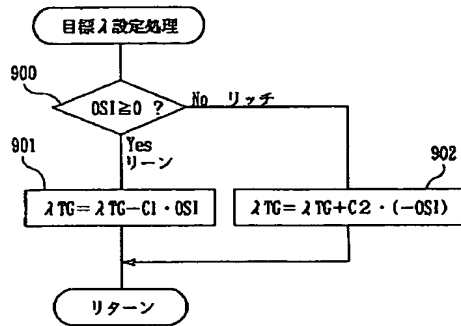 目標λ設定処理
900
OSI≧0 ?
No リッチ
Yes
リーン
901
902
λTG=λTG-C1・OSI
λTG=λTG+C2・(-OSI)
リターン